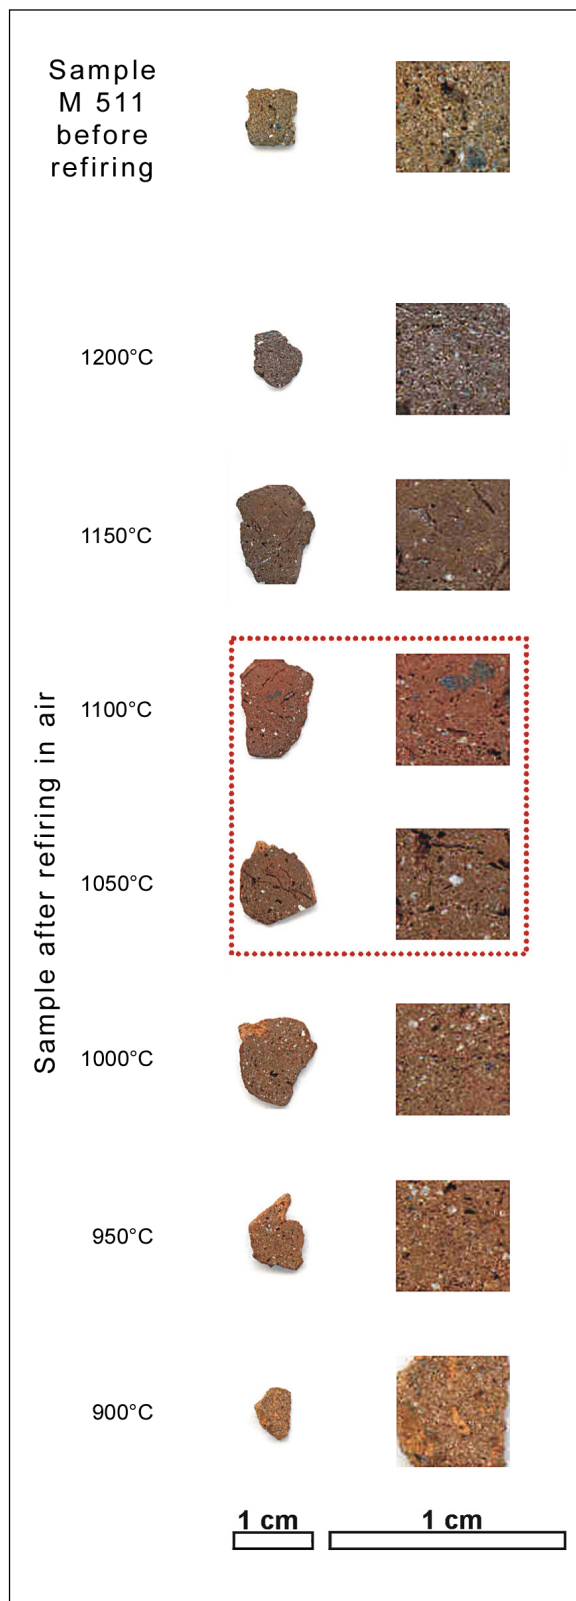 Sample
M 511
before
refiring
Sample after refiring in air
1200°C
1150°C
1100°C
1050°C
1000°C
950°C
900°C
1 cm
1 cm